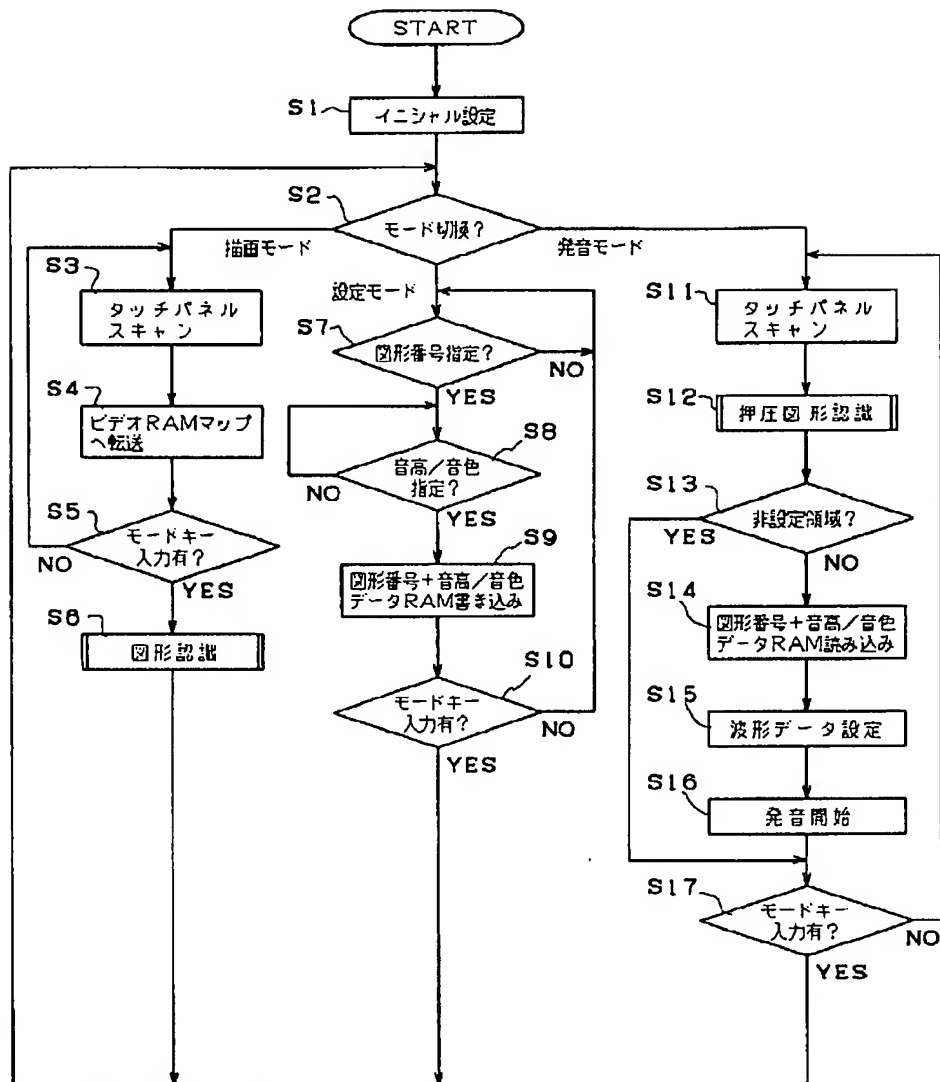 START
S1
イニシャル設定
S2
モード切換?
描画モード
設定モード
発音モード
S3
タッチパネル
スキャン
S4
ビデオRAMマップ
へ転送
S5
モードキー
入力有?
NO
YES
S6
図形認識
S7
図形番号指定?
NO
YES
S8
音高/音色
指定?
NO
YES
S9
図形番号+音高/音色
データRAM書き込み
S10
モードキー
入力有?
NO
YES
S11
タッチパネル
スキャン
S12
押圧図形認識
S13
非設定領域?
YES
NO
S14
図形番号+音高/音色
データRAM読み込み
S15
波形データ設定
S16
発音開始
S17
モードキー
入力有?
NO
YES